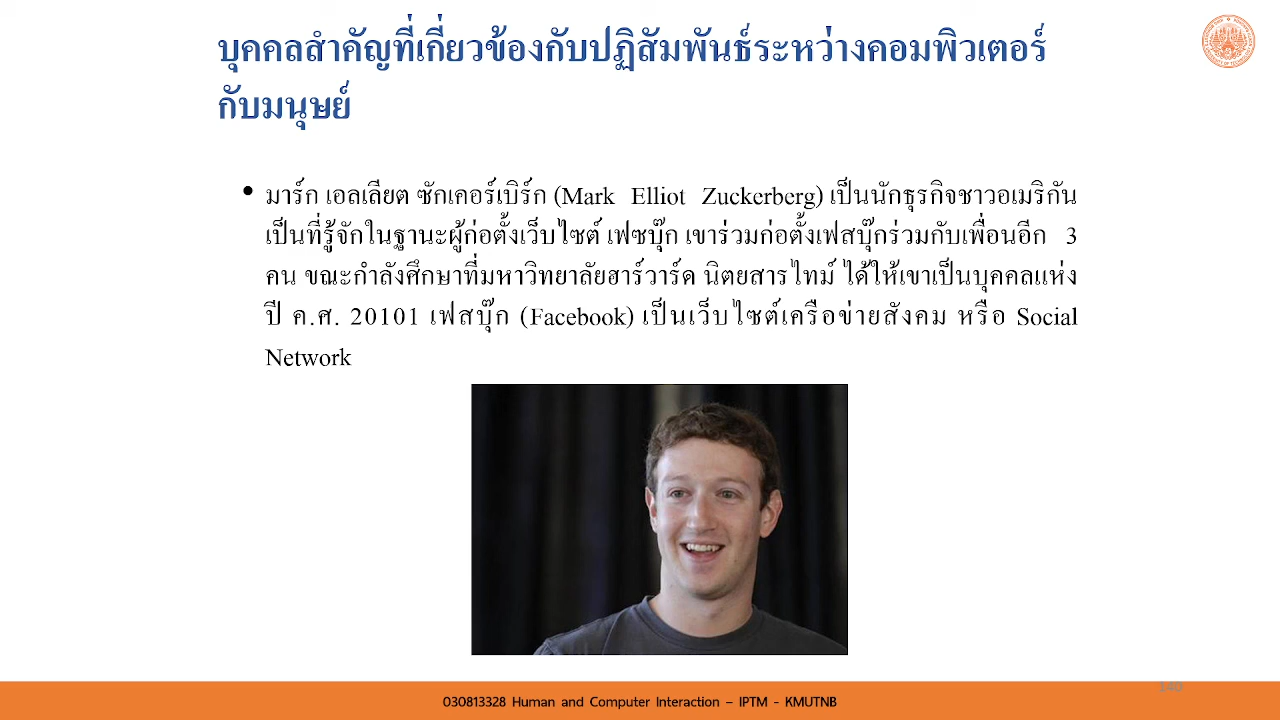 บุคคลสำคัญที่เกี่ยวข้องกับปฏิสัมพันธ์ระหว่างคอมพิวเตอร์
กับมนุษย์
• มาร์ก เอลเลียต ซักเคอร์เบิร์ก (Mark Elliot Zuckerberg) เป็นนักธุรกิจชาวอเมริกัน
เป็นที่รู้จักในฐานะผู้ก่อตั้งเว็บไซต์ เฟซบุ๊ก เขาร่วมก่อตั้งเฟสบุ๊กร่วมกับเพื่อนอีก 3
คน ขณะกำลังศึกษาที่มหาวิทยาลัยฮาร์วาร์ด นิตยสารไทม์ ได้ให้เขาเป็นบุคคลแห่ง
ปี ค.ศ. 20101 เฟสบุ๊ก (Facebook) เป็นเว็บไซต์เครือข่ายสังคม หรือ Social
Network
140
030813328 Human and Computer Interaction – IPTM - KMUTNB